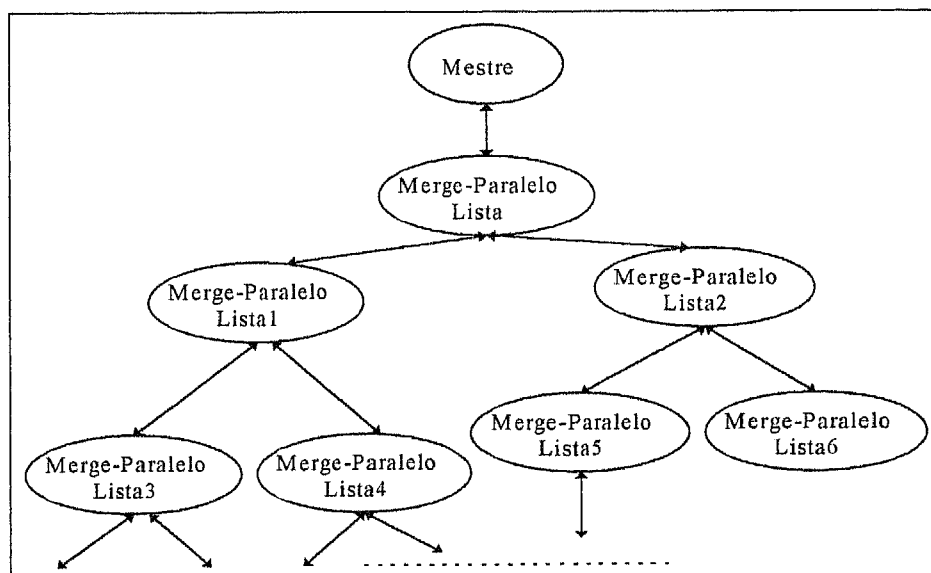 Mestre
Merge-Paralelo
Lista
Merge-Paralelo
Lista1
Merge-Paralelo
Lista2
Merge-Paralelo
Lista3
Merge-Paralelo
Lista4
Merge-Paralelo
Lista5
Merge-Paralelo
Lista6